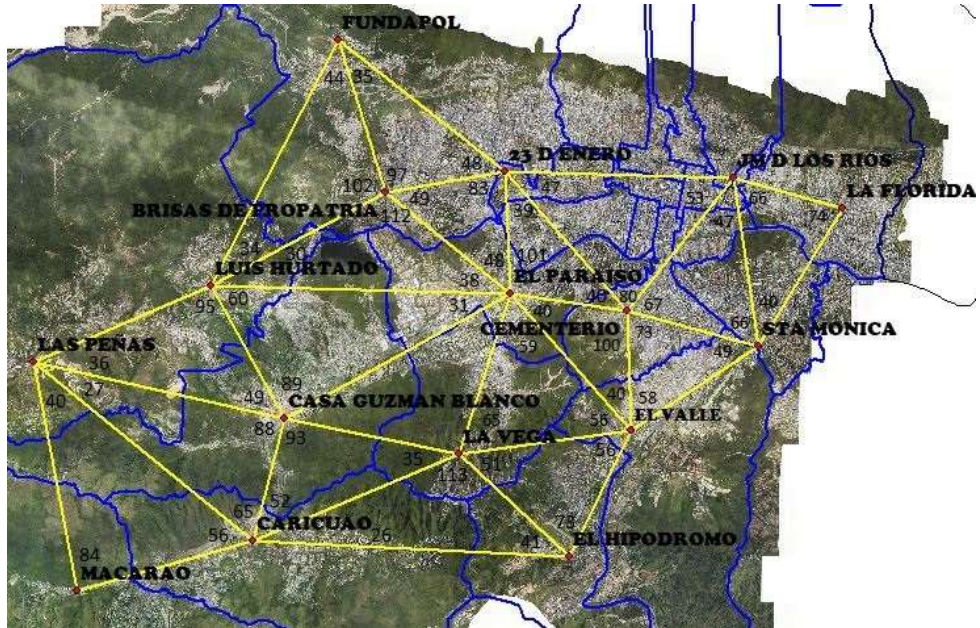 FUNDAPOL
44 35
23 D ENERO
48
97
83 47
102 49
39
JM D LOS RIOS
53 66
47
LA FLORIDA
74
BRISAS DE PROPATRIA
112
34 30
48 101
LUIS HURTADO
38
EL PARAISO
95 60
31
40
80 67
40
CEMENTERIO
59
100 73
66
STA MONICA
49
LAS PEÑAS
36
27
40
49 89
CASA GUZMAN BLANCO
88 93
65
40 58
56
EL VALLE
LA VEGA
35
113 51
56
52
65
CARICUAO
56
26
73
41
EL HIPODROMO
84
MACARAO